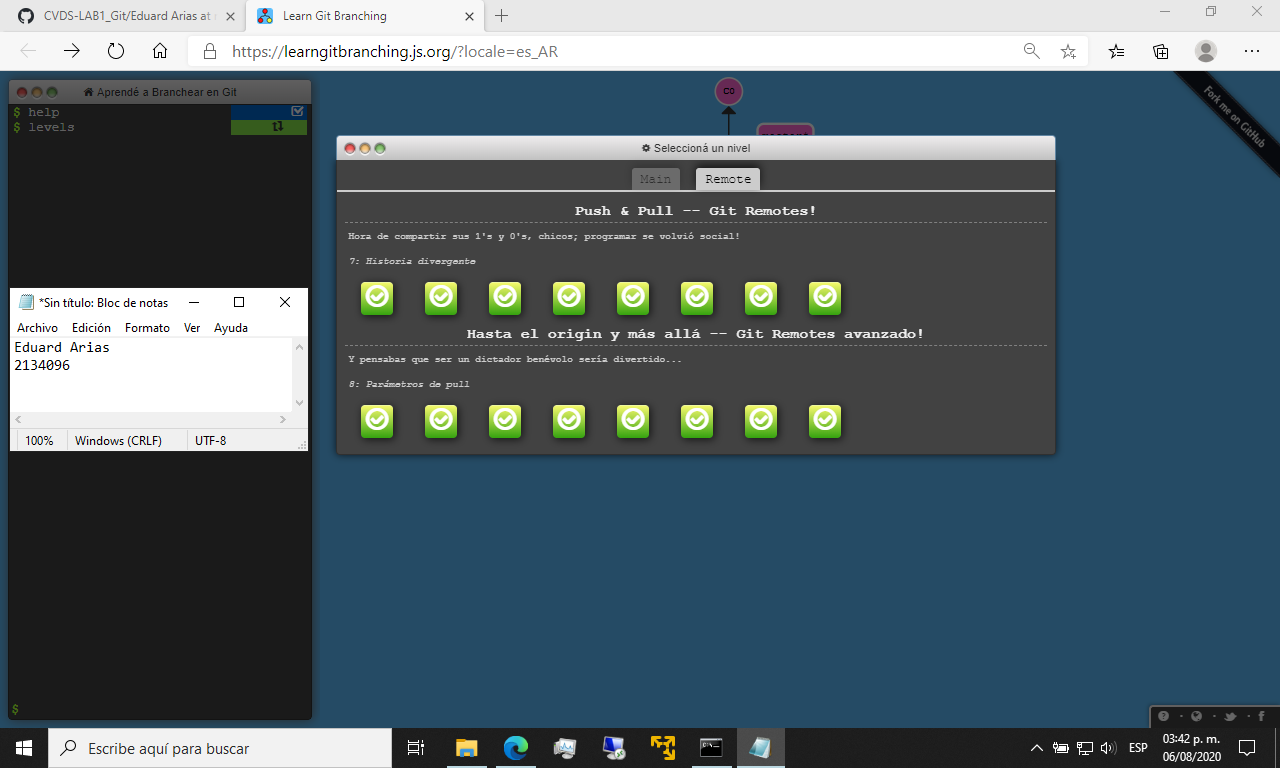 CVDS-LAB1_Git/Eduard Arias at
Learn Git Branching
https://learngitbranching.js.org/?locale=es_AR
Aprendé a Branchear en Git
$ help
$ levels
C0
Fork me on GitHub
Seleccioná un nivel
Main
Remote
Push & Pull -- Git Remotes!
Hora de compartir sus 1's y 0's, chicos; programar se volvió social!
7: Historia divergente
Hasta el origin y más allá -- Git Remotes avanzado!
Y pensabas que ser un dictador benévolo sería divertido...
8: Parámetros de pull
*Sin título: Bloc de notas
Archivo Edición Formato Ver Ayuda
Eduard Arias
2134096
100% Windows (CRLF) UTF-8
$
Escribe aquí para buscar
ESP
03:42 p. m.
06/08/2020